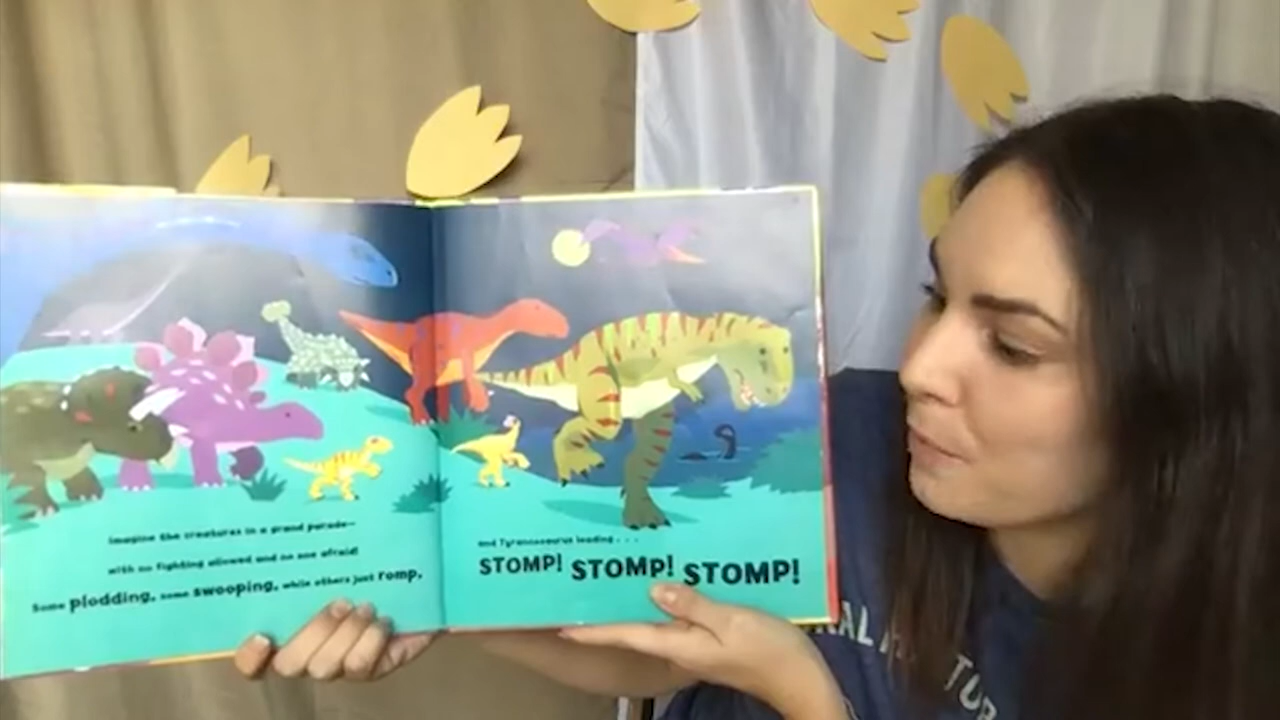 Imagine the creatures in a grand parade—
with no fighting allowed and no one afraid!
Some plodding, some swooping, while others just romp,
and Tyrannosaurus leading . . .
STOMP! STOMP! STOMP!